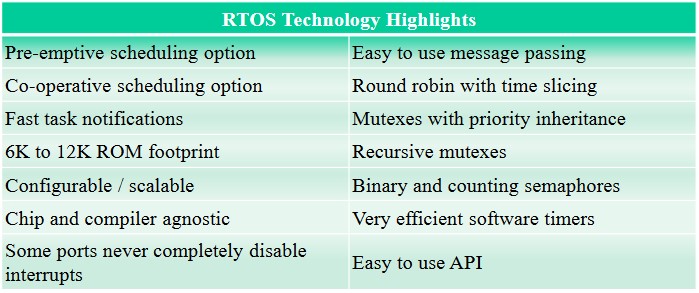 RTOS Technology Highlights
Pre-emptive scheduling option
Easy to use message passing
Co-operative scheduling option
Round robin with time slicing
Fast task notifications
Mutexes with priority inheritance
6K to 12K ROM footprint
Recursive mutexes
Configurable / scalable
Binary and counting semaphores
Chip and compiler agnostic
Very efficient software timers
Some ports never completely disable
interrupts
Easy to use API